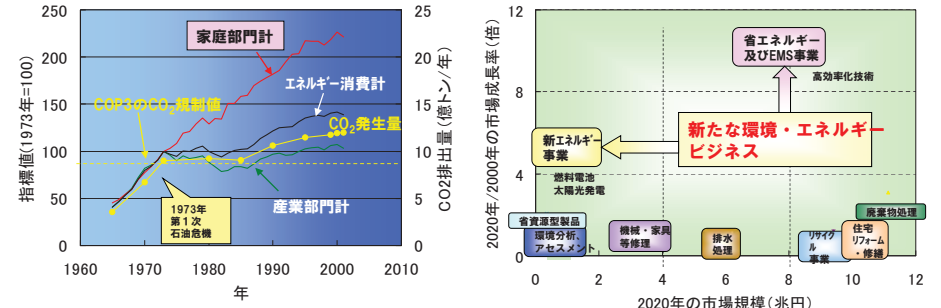 指標値(1973年=100)
250
200
150
100
50
0
家庭部門計
エネルギー消費計
COP3のCO₂規制値
CO₂発生量
産業部門計
1973年
第１次
石油危機
25
20
15
10
5
0
CO2排出量 (億トン/年)
1960
1970
1980
1990
2000
2010
年
2020年/2000年の市場成長率(倍)
12
8
4
0
省エネルギー
及びEMS事業
高効率化技術
新たな環境・エネルギー
ビジネス
新エネルギー
事業
燃料電池
太陽光発電
省資源型製品
環境分析、
アセスメント
機械・家具
等修理
排水
処理
リサイク
ル
事業
住宅
リフォーム
・修繕
廃棄物処理
0
2
4
6
8
10
12
2020年の市場規模(兆円)